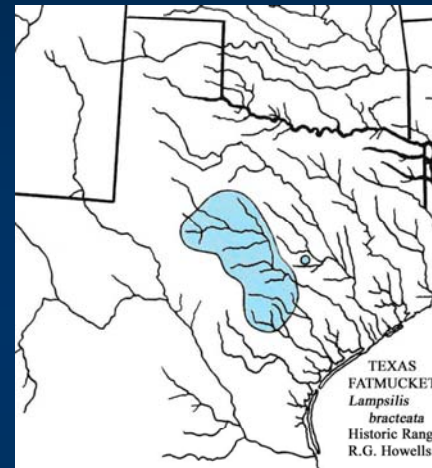 TEXAS
FATMUCKET
Lampsilis
bracteata
Historic Rang
R.G. Howells